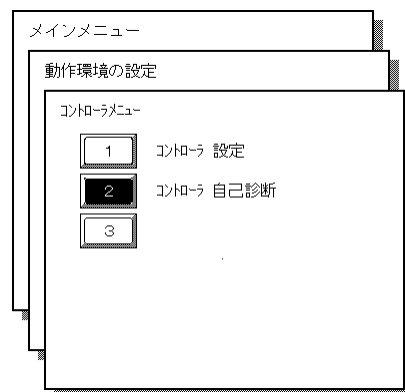 メインメニュー
動作環境の設定
コントローラメニュー
1 コントローラ 設定
2 コントローラ 自己診断
3